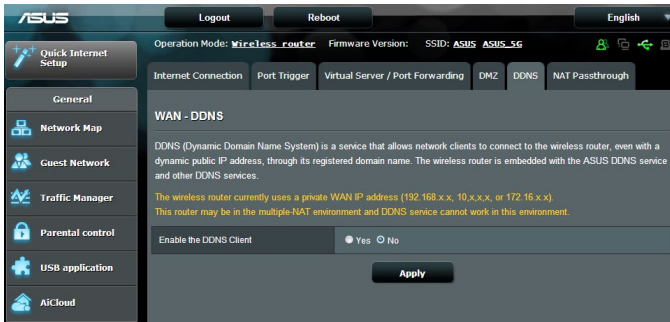 ASUS
Logout
Reboot
English
Quick Internet Setup
Operation Mode: Wireless router Firmware Version: SSID: ASUS ASUS_5G
Internet Connection
Port Trigger
Virtual Server / Port Forwarding
DMZ
DDNS
NAT Passthrough
General
Network Map
Guest Network
Traffic Manager
Parental control
USB application
AiCloud
WAN - DDNS
DDNS (Dynamic Domain Name System) is a service that allows network clients to connect to the wireless router, even with a
dynamic public IP address, through its registered domain name. The wireless router is embedded with the ASUS DDNS service
and other DDNS services.
The wireless router currently uses a private WAN IP address (192.168.x.x, 10,x,x,x, or 172.16.x.x).
This router may be in the multiple-NAT environment and DDNS service cannot work in this environment.
Enable the DDNS Client
Yes No
Apply